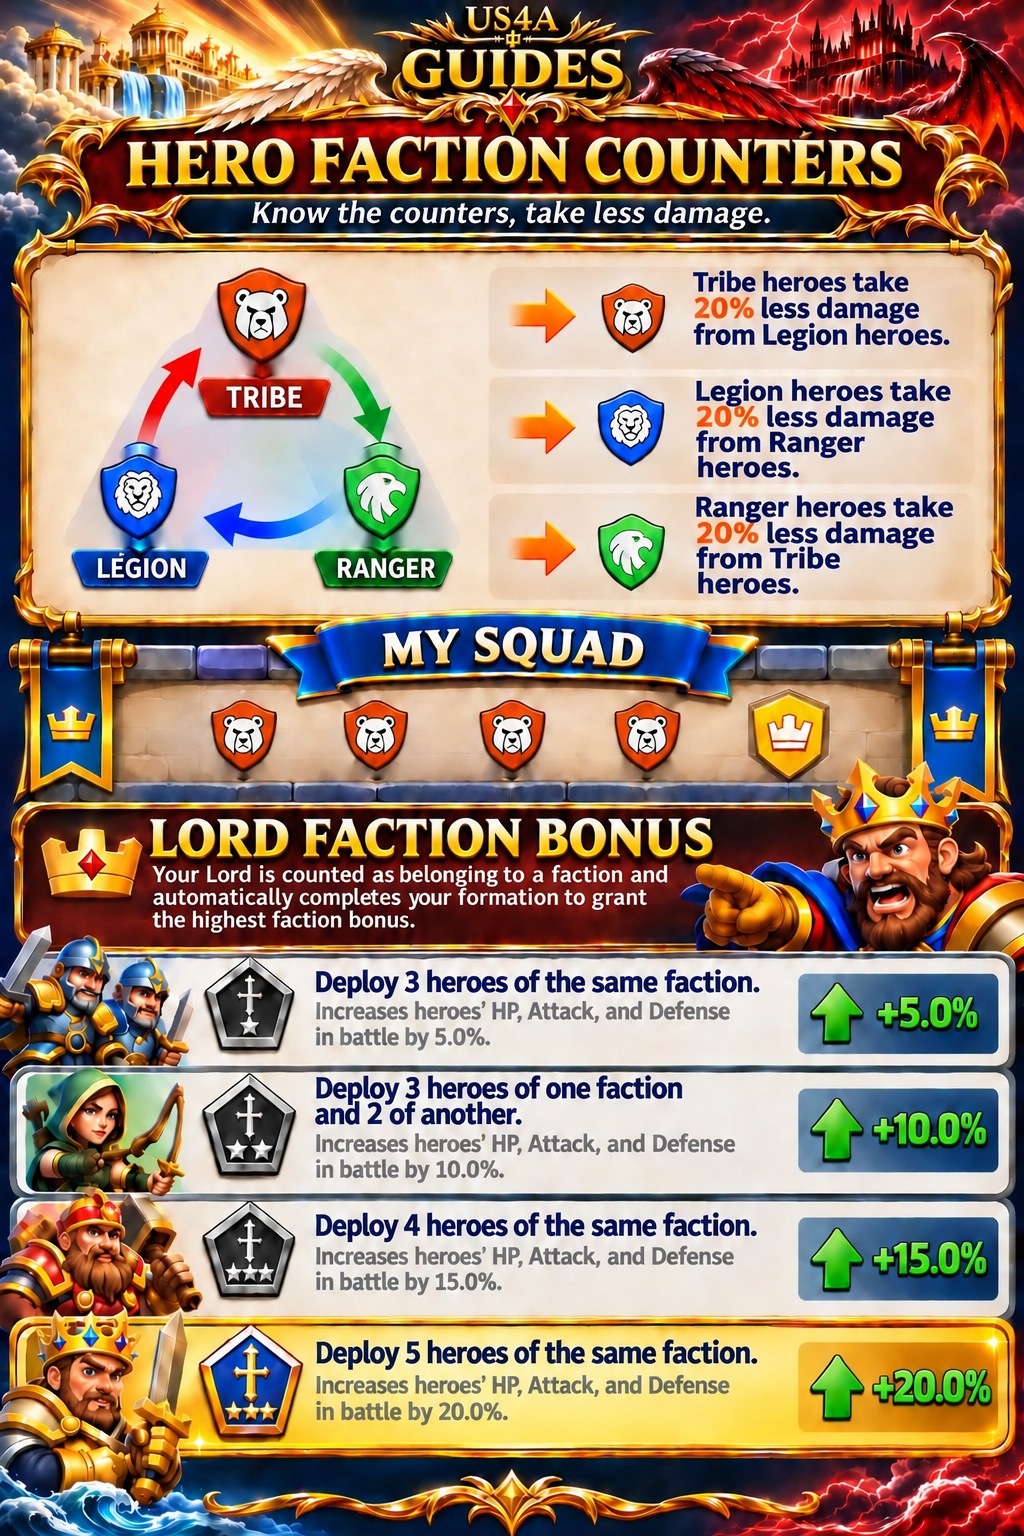 US4A
GUIDES
HERO FACTION COUNTERS
Know the counters, take less damage.
TRIBE
LEGION
RANGER
Tribe heroes take
20% less damage
from Legion heroes.
Legion heroes take
20% less damage
from Ranger
heroes.
Ranger heroes take
20% less damage
from Tribe
heroes.
MY SQUAD
LORD FACTION BONUS
Your Lord is counted as belonging to a faction and
automatically completes your formation to grant
the highest faction bonus.
Deploy 3 heroes of the same faction.
Increases heroes' HP, Attack, and Defense
in battle by 5.0%.
+5.0%
Deploy 3 heroes of one faction
and 2 of another.
Increases heroes' HP, Attack, and Defense
in battle by 10.0%.
+10.0%
Deploy 4 heroes of the same faction.
Increases heroes' HP, Attack, and Defense
in battle by 15.0%.
+15.0%
Deploy 5 heroes of the same faction.
Increases heroes' HP, Attack, and Defense
in battle by 20.0%.
+20.0%